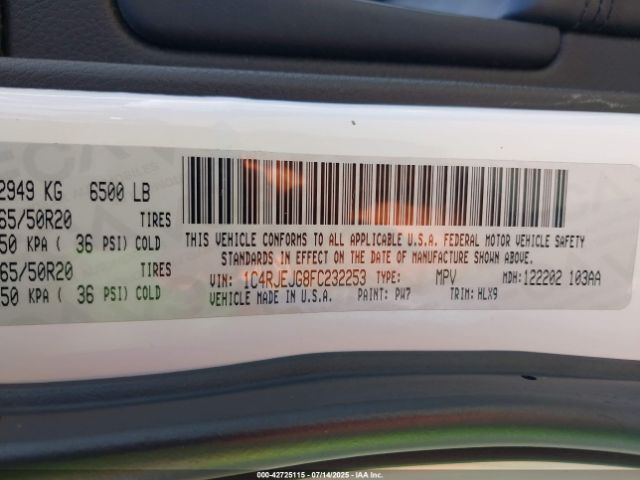 2949 KG 6500 LB
65/50R20 TIRES
50 KPA ( 36 PSI) COLD
65/50R20 TIRES
50 KPA ( 36 PSI) COLD
THIS VEHICLE CONFORMS TO ALL APPLICABLE U.S.A. FEDERAL MOTOR VEHICLE SAFETY
STANDARDS IN EFFECT ON THE DATE OF MANUFACTURE SHOWN ABOVE.
VIN: 1C4RJEJG8FC232253 TYPE: MPV MDH: 122202 103AA
VEHICLE MADE IN U.S.A. PAINT: PW7 TRIM: HLX9
000-42725115 - 07/14/2025 - IAA Inc.